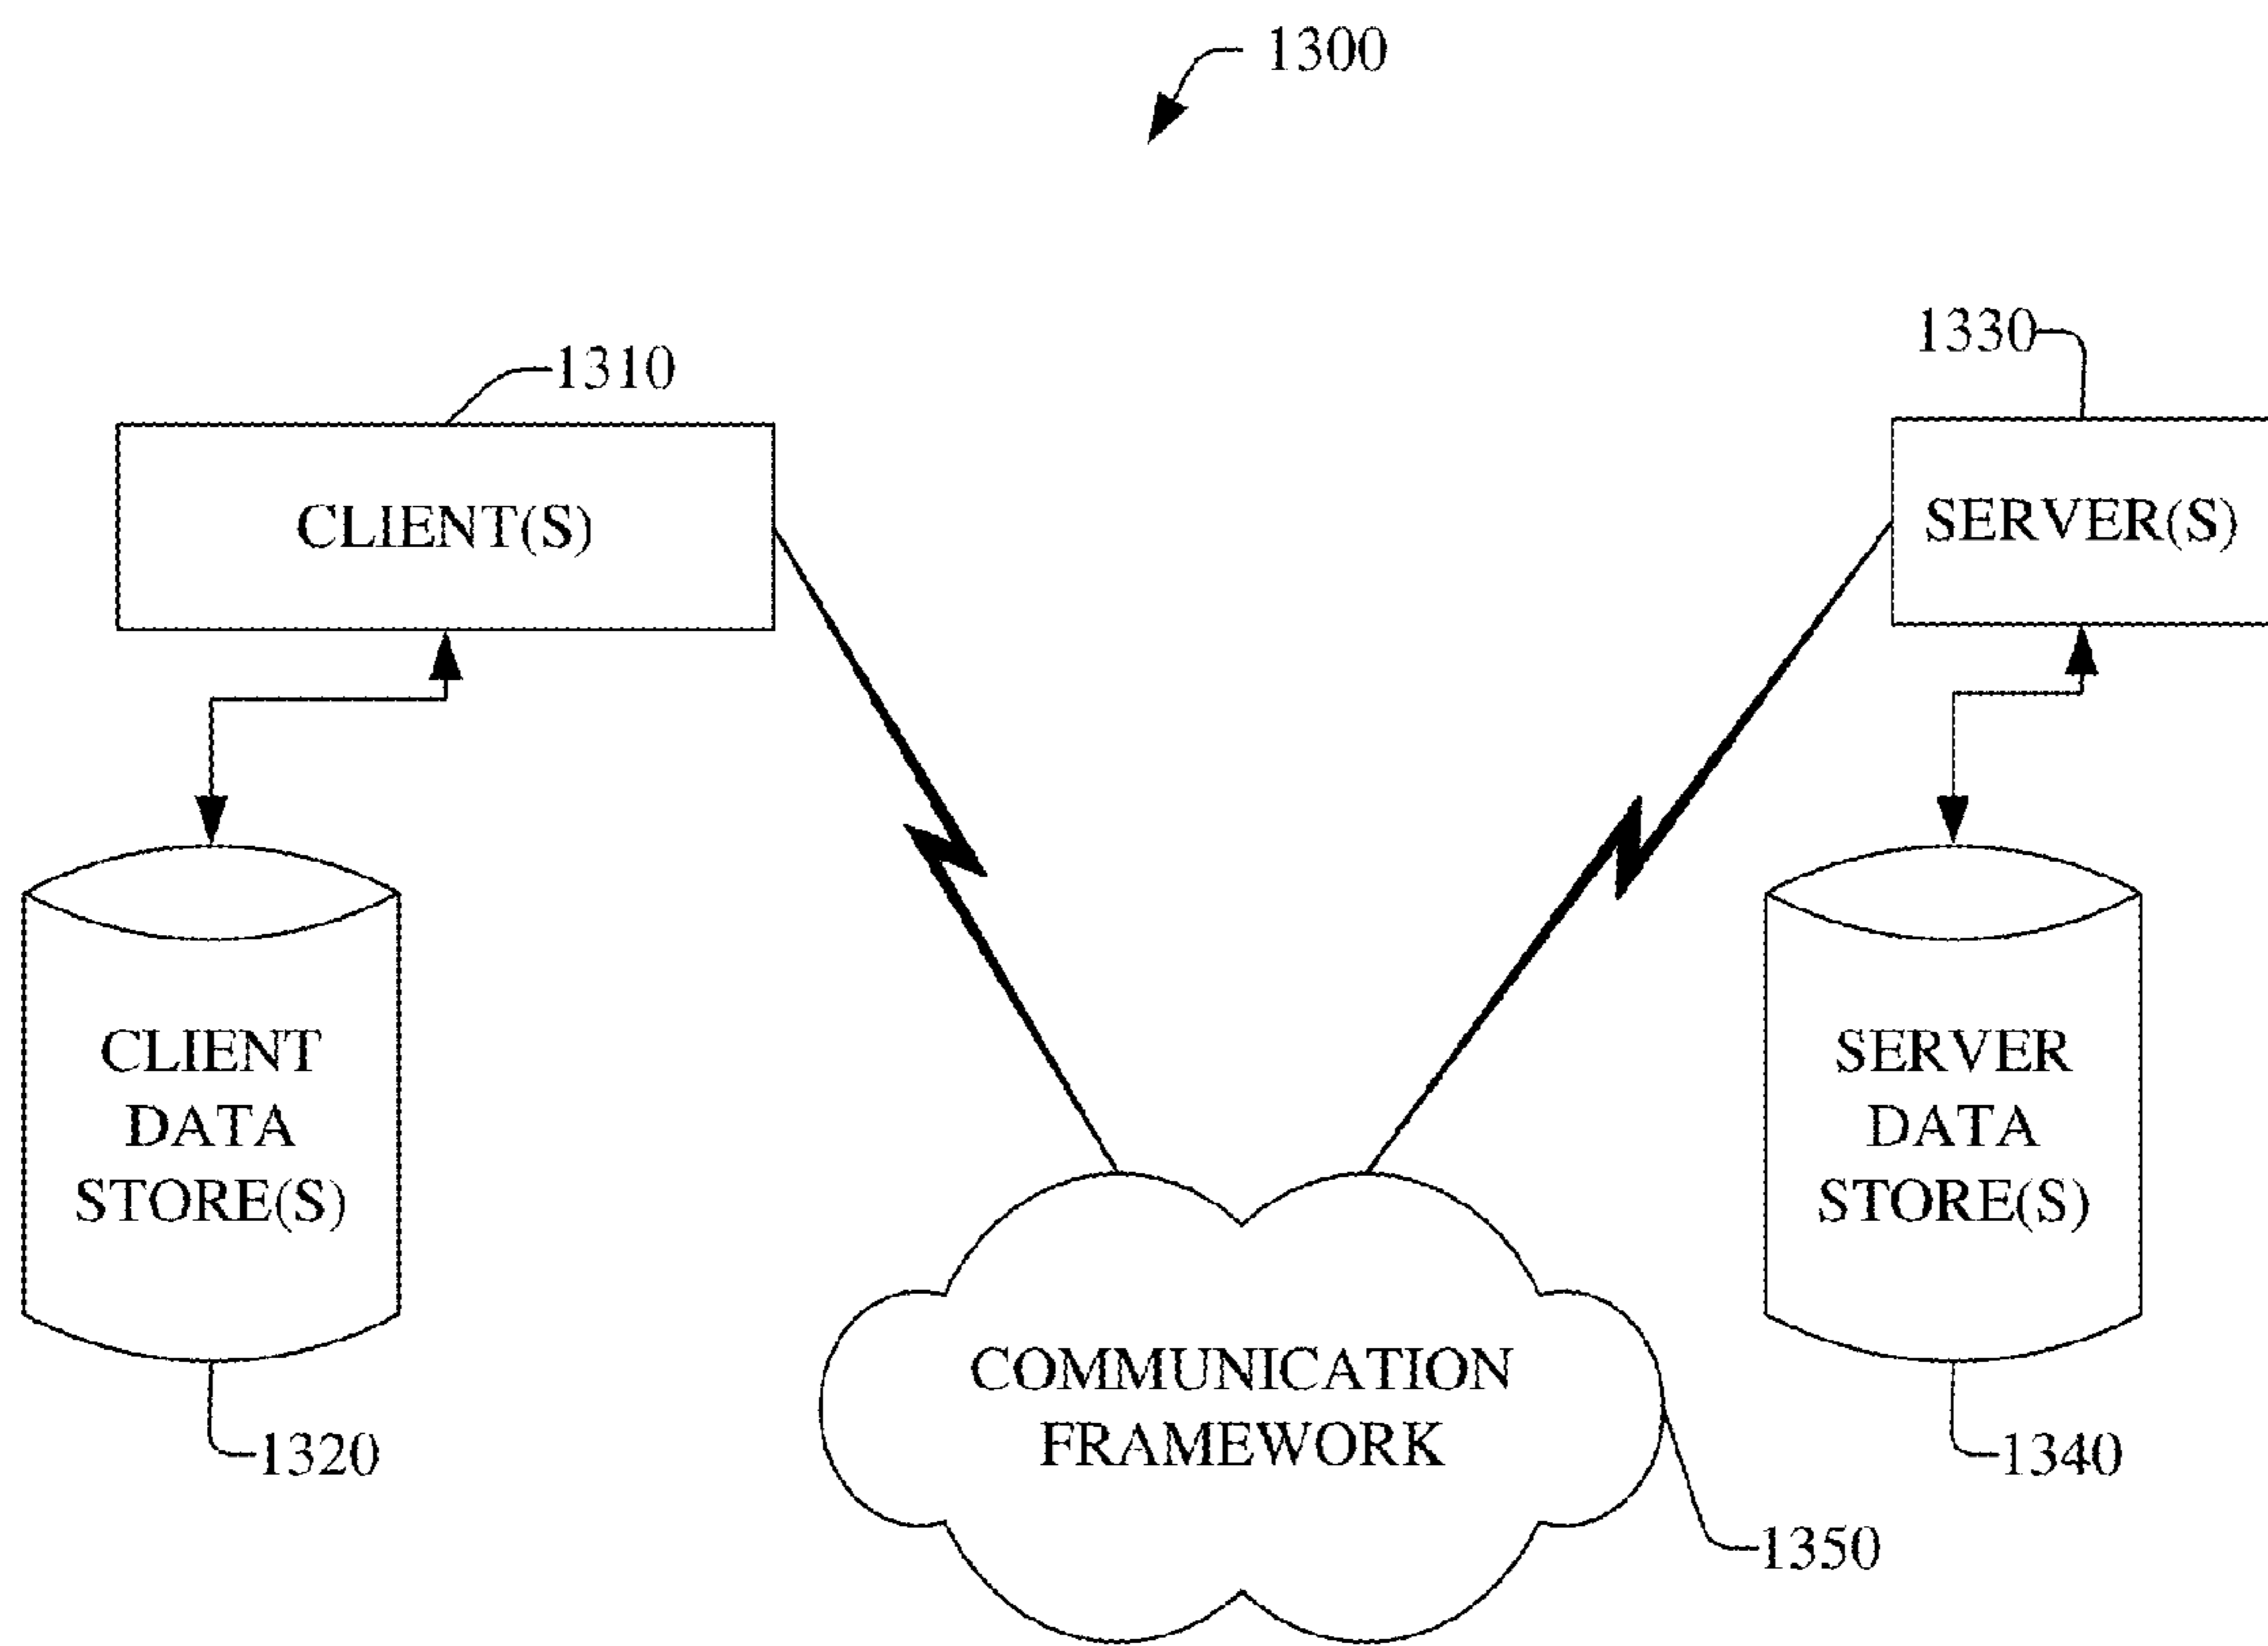 1300
1310
1330
CLIENT(S)
SERVER(S)
CLIENT
DATA
STORE(S)
SERVER
DATA
STORE(S)
COMMUNICATION
FRAMEWORK
1320
1340
1350